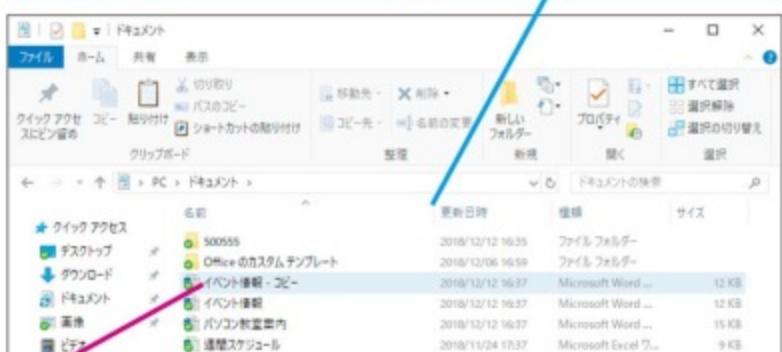 ドキュメント
ファイル ホーム 共有 表示
クイック アクセスにピン留め コピー 貼り付け
切り取り
パスのコピー
ショートカットの貼り付け
クリップボード
移動先 削除
コピー先 名前の変更
整理
新しいフォルダー
新規
プロパティ
開く
すべて選択
選択解除
選択の切り替え
選択
PC > ドキュメント >
ドキュメントの検索
クイック アクセス
デスクトップ
ダウンロード
ドキュメント
画像
ビデオ
名前 更新日時 種類 サイズ
500555 2018/12/12 16:35 ファイル フォルダー
Office のカスタム テンプレート 2018/12/06 16:59 ファイル フォルダー
イベント情報 - コピー 2018/12/12 16:37 Microsoft Word ... 12 KB
イベント情報 2018/12/12 16:37 Microsoft Word ... 12 KB
パソコン教室案内 2018/12/12 16:37 Microsoft Word ... 15 KB
週間スケジュール 2018/11/24 17:37 Microsoft Excel ワ... 9 KB